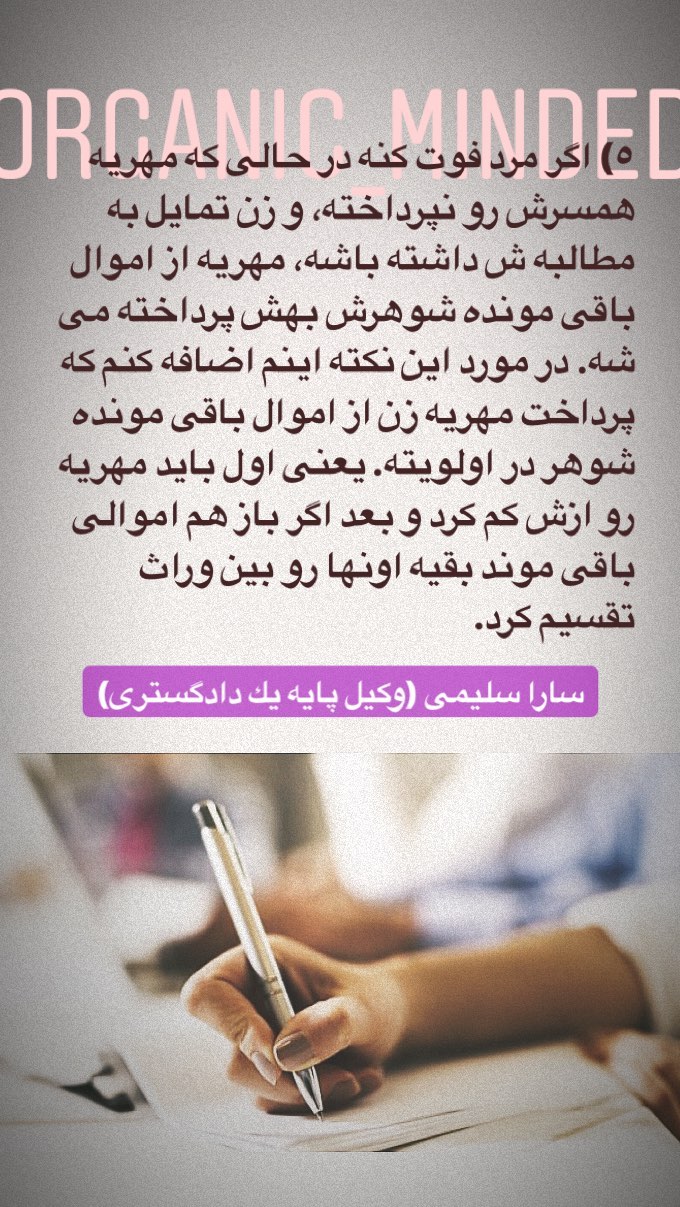 ORGANIC_MINDED
۵) اگر مرد فوت کنه در حالی که مهریه
همسرش رو نپرداخته، و زن تمایل به
مطالبه ش داشته باشه، مهریه از اموال
باقی مونده شوهرش بهش پرداخته می
شه. در مورد این نکته اینم اضافه کنم که
پرداخت مهریه زن از اموال باقی مونده
شوهر در اولویته. یعنی اول باید مهریه
رو ازش کم کرد و بعد اگر باز هم اموالی
باقی موند بقیه اونها رو بین وراث
تقسیم کرد.
سارا سلیمی (وکیل پایه یك دادگستری)